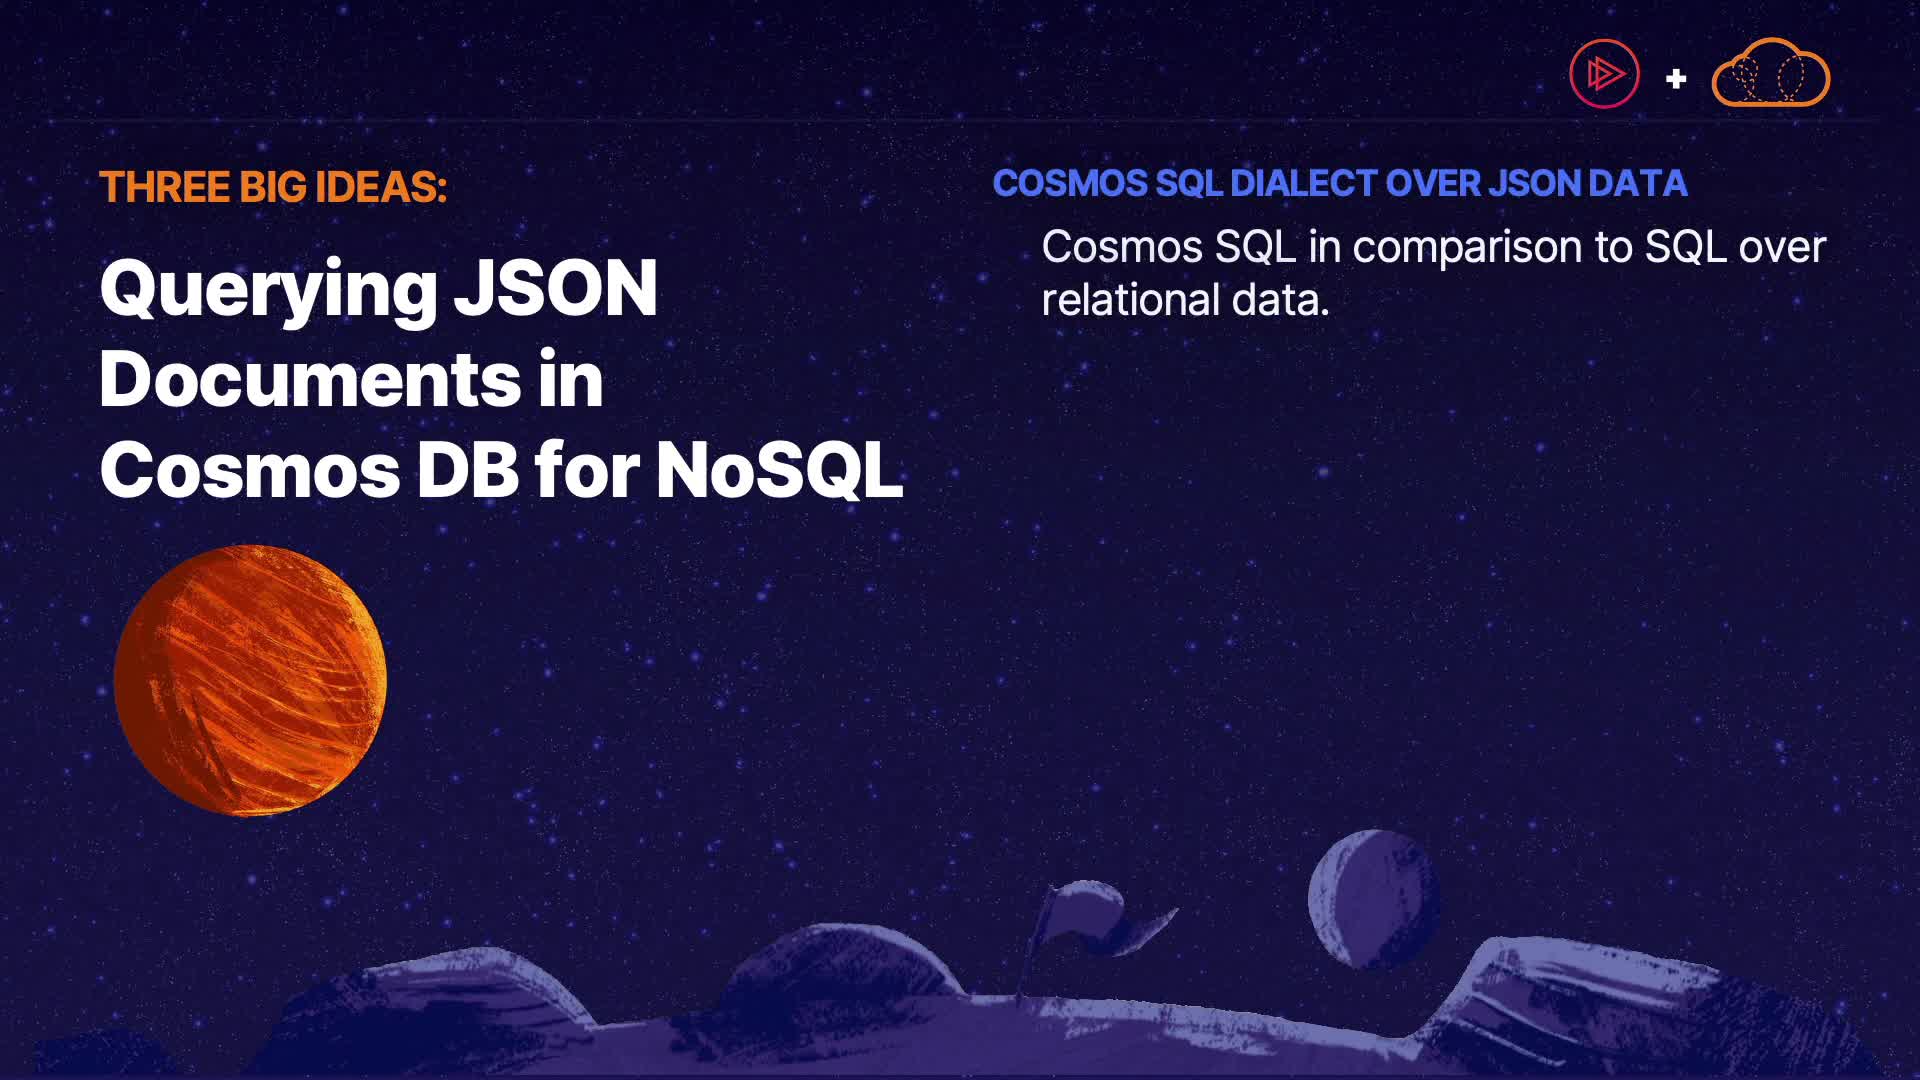 THREE BIG IDEAS:
Querying JSON
Documents in
Cosmos DB for NoSQL
COSMOS SQL DIALECT OVER JSON DATA
Cosmos SQL in comparison to SQL over
relational data.